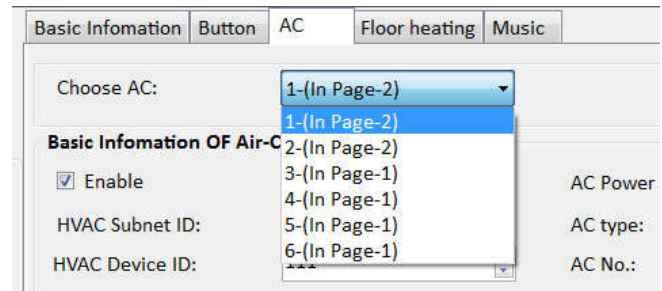 Basic Infomation Button AC Floor heating Music
Choose AC: 1-(In Page-2)
1-(In Page-2)
Basic Infomation OF Air-C
2-(In Page-2)
Enable
3-(In Page-1)
AC Power
4-(In Page-1)
HVAC Subnet ID:
5-(In Page-1)
AC type:
6-(In Page-1)
HVAC Device ID:
AC No.: